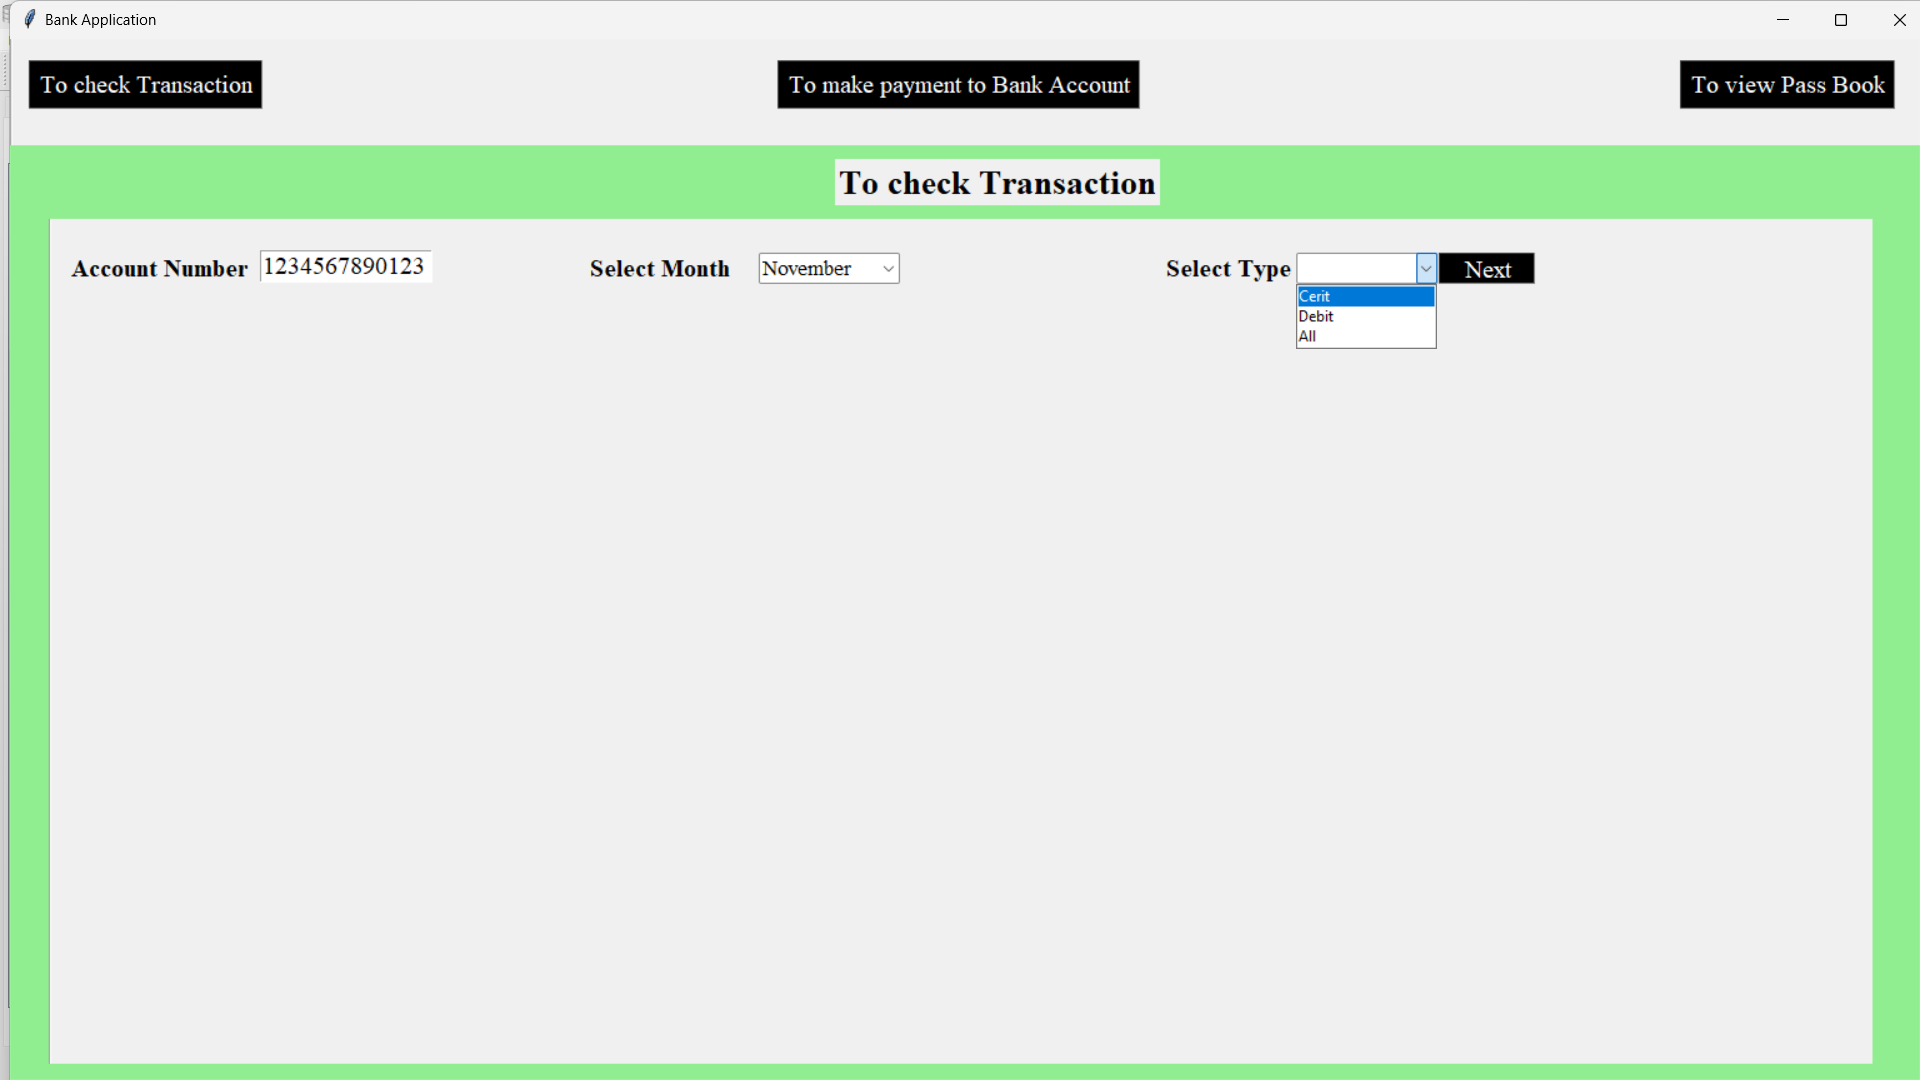 Bank Application
To check Transaction
To make payment to Bank Account
To view Pass Book
To check Transaction
Account Number 1234567890123 Select Month November Select Type Next
Cerit
Debit
All